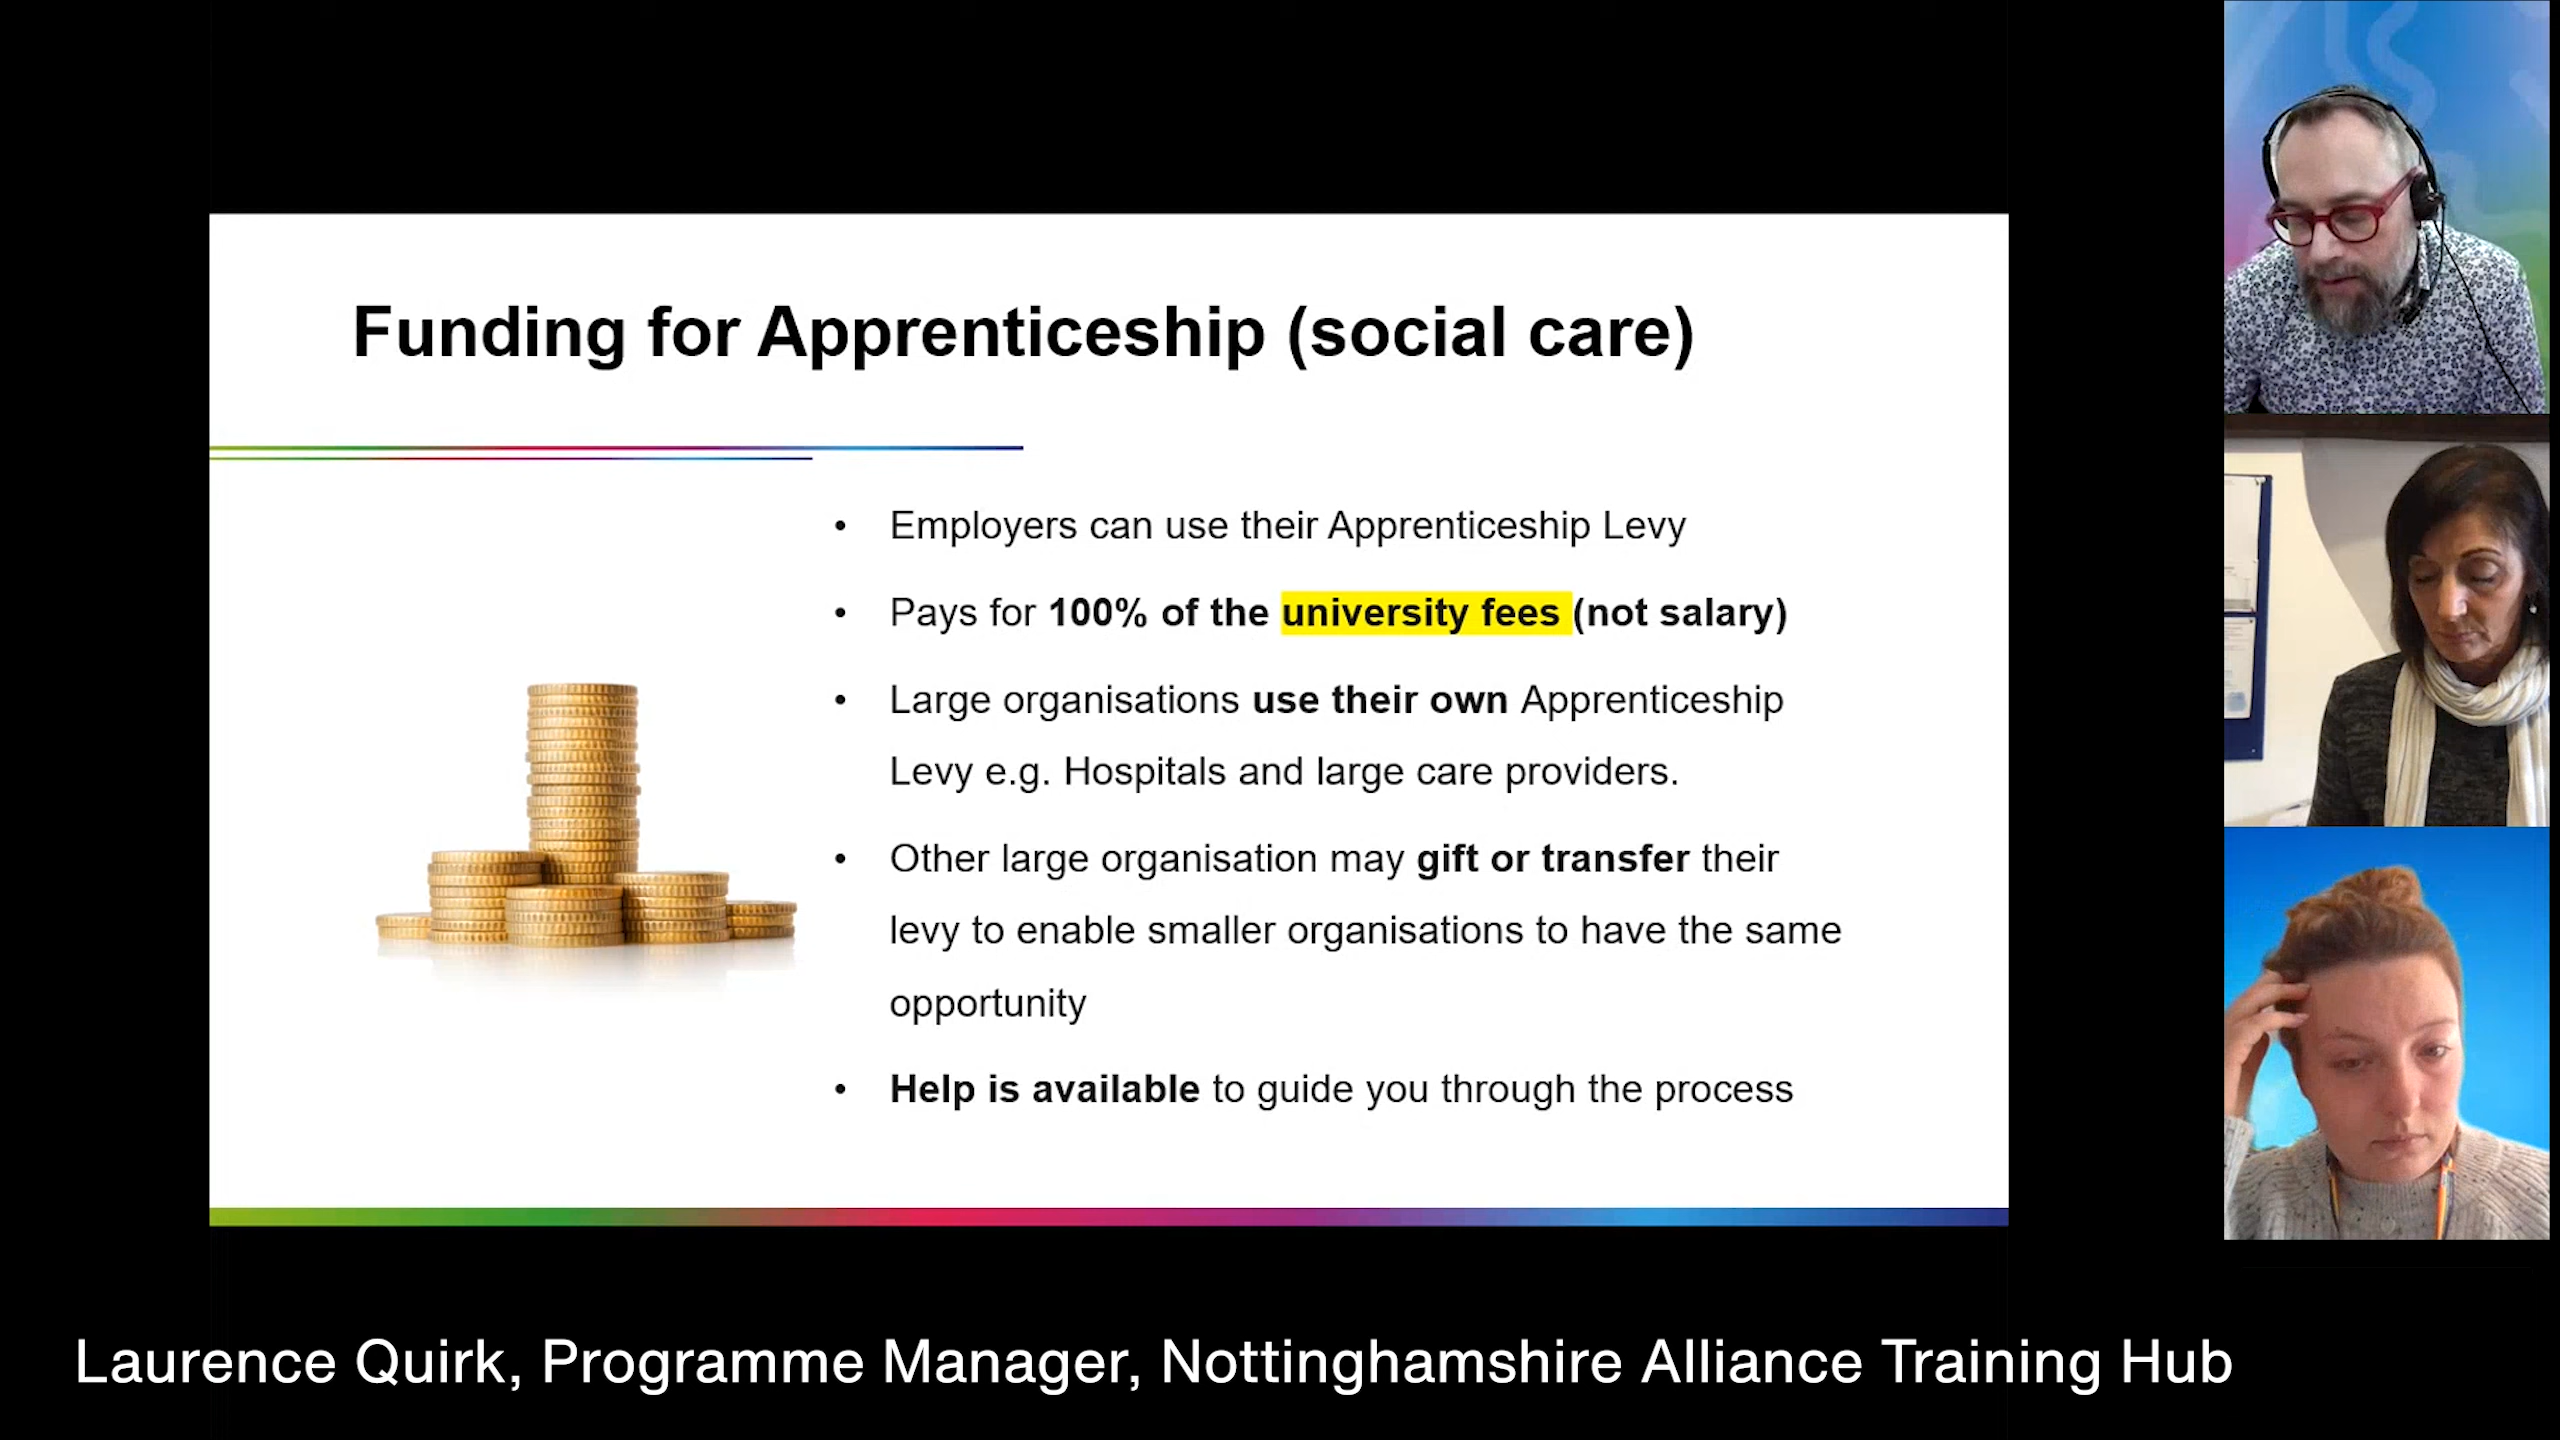 Funding for Apprenticeship (social care)
• Employers can use their Apprenticeship Levy
• Pays for 100% of the university fees (not salary)
• Large organisations use their own Apprenticeship
Levy e.g. Hospitals and large care providers.
• Other large organisation may gift or transfer their
levy to enable smaller organisations to have the same
opportunity
• Help is available to guide you through the process
Laurence Quirk, Programme Manager, Nottinghamshire Alliance Training Hub